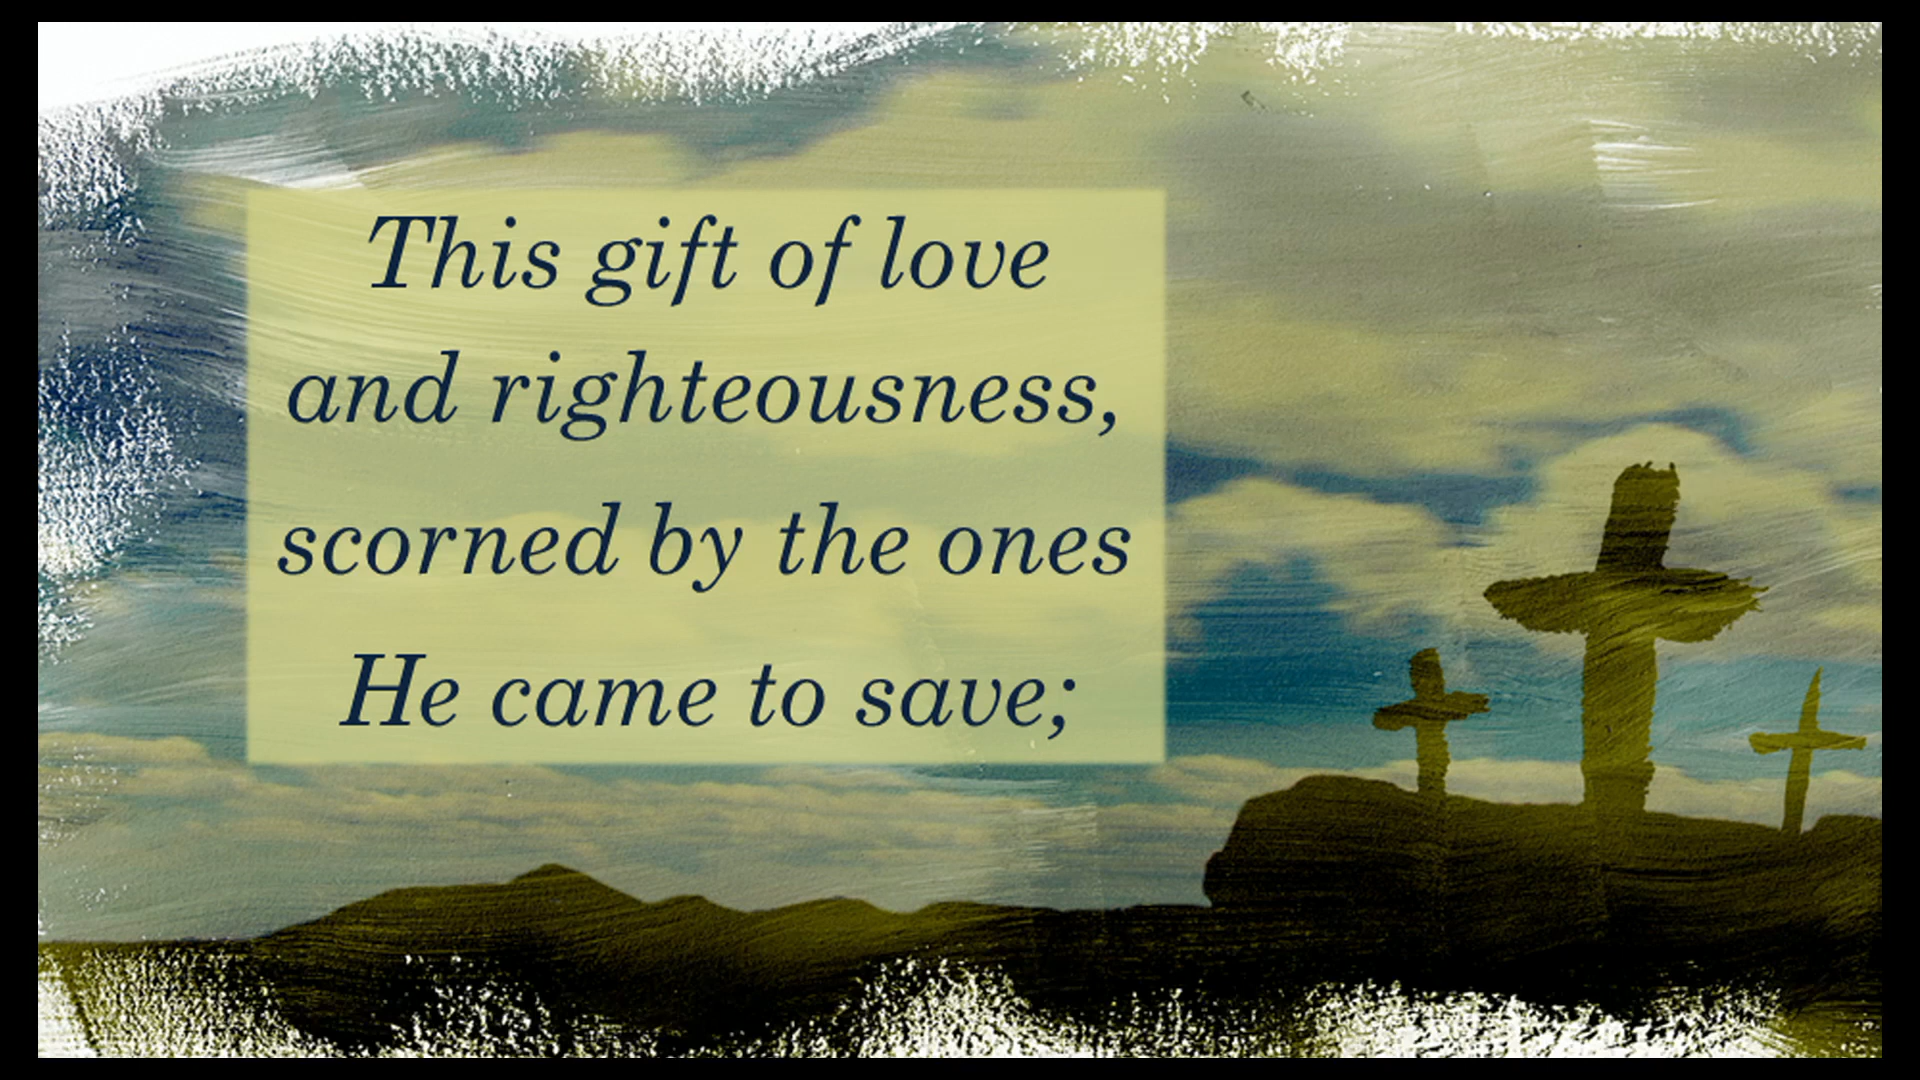 This gift of love
and righteousness,
scorned by the ones
He came to save;